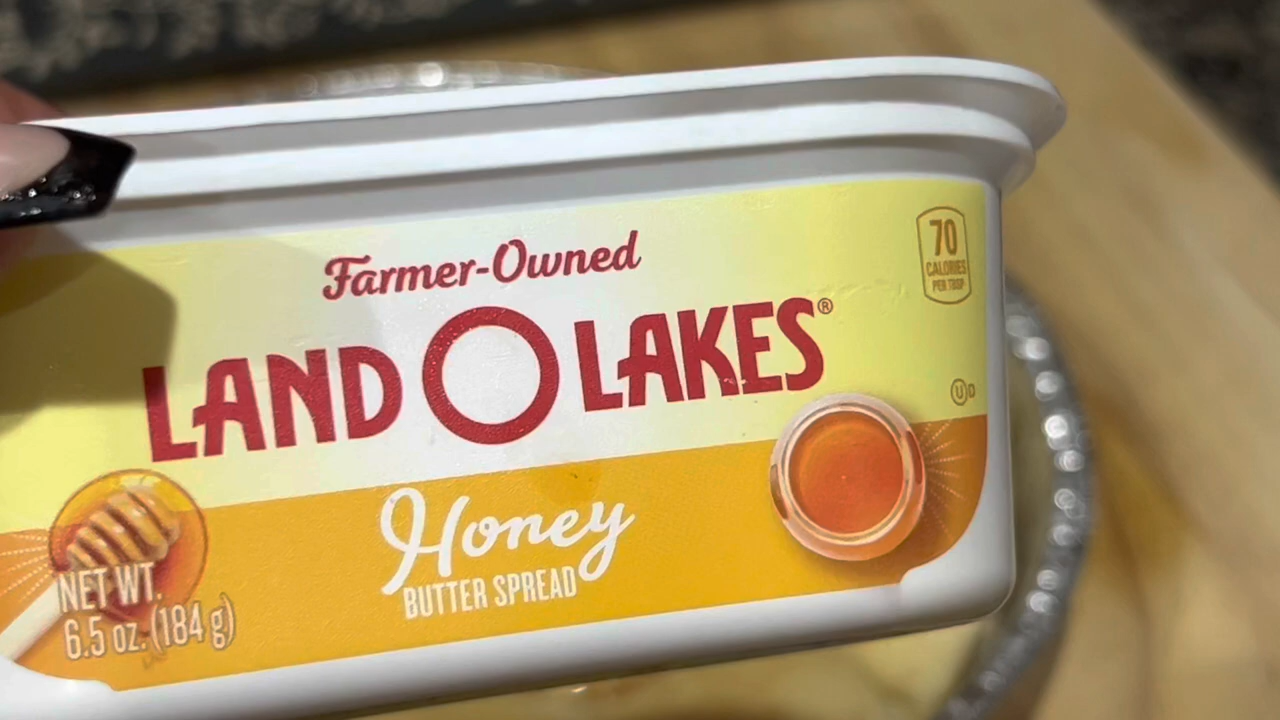 Farmer-Owned
LAND O LAKES®
Honey
BUTTER SPREAD
70
CALORIES
PER TBSP
U D
NET WT.
6.5 oz. (184 g)